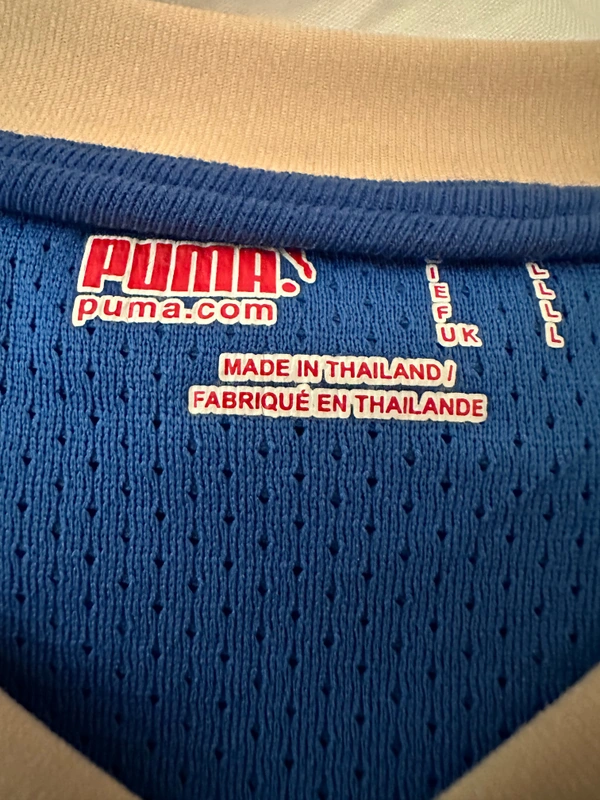 PUMA
puma.com
I L
E L
F L
UK L
MADE IN THAILAND /
FABRIQUÉ EN THAILANDE